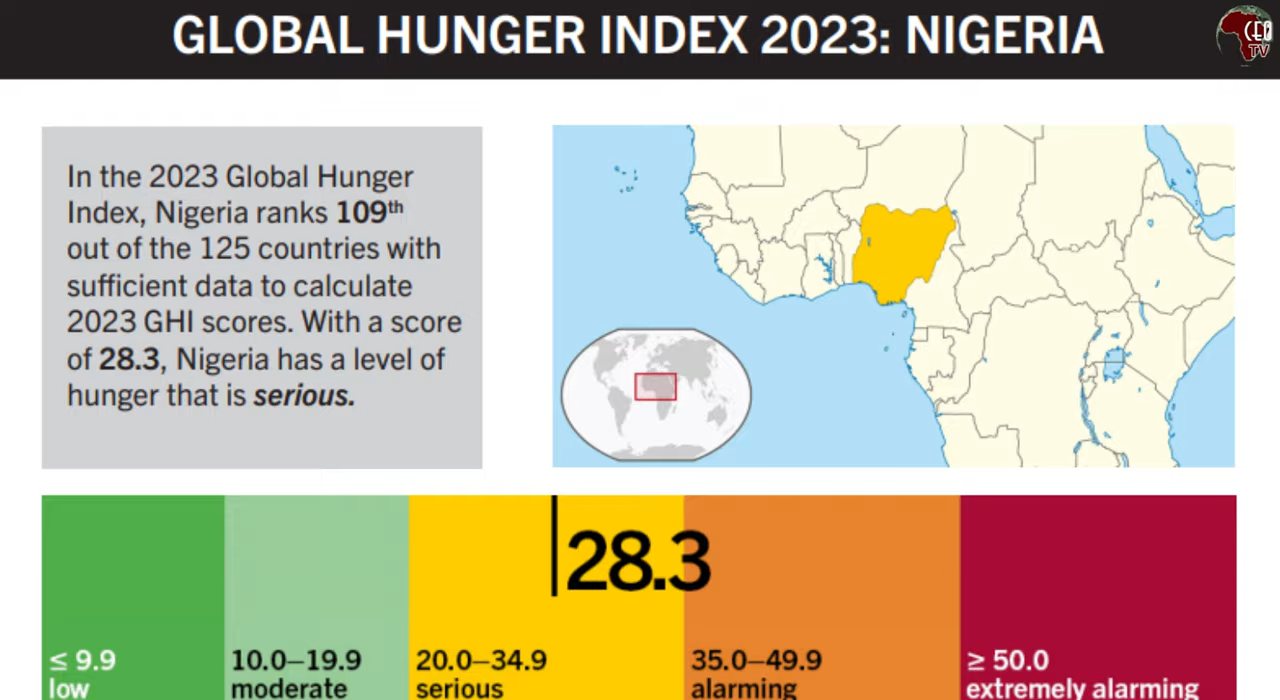 GLOBAL HUNGER INDEX 2023: NIGERIA
CEO
TV
In the 2023 Global Hunger
Index, Nigeria ranks 109th
out of the 125 countries with
sufficient data to calculate
2023 GHI scores. With a score
of 28.3, Nigeria has a level of
hunger that is serious.
28.3
≤ 9.9
low
10.0–19.9
moderate
20.0–34.9
serious
35.0–49.9
alarming
≥ 50.0
extremely alarming